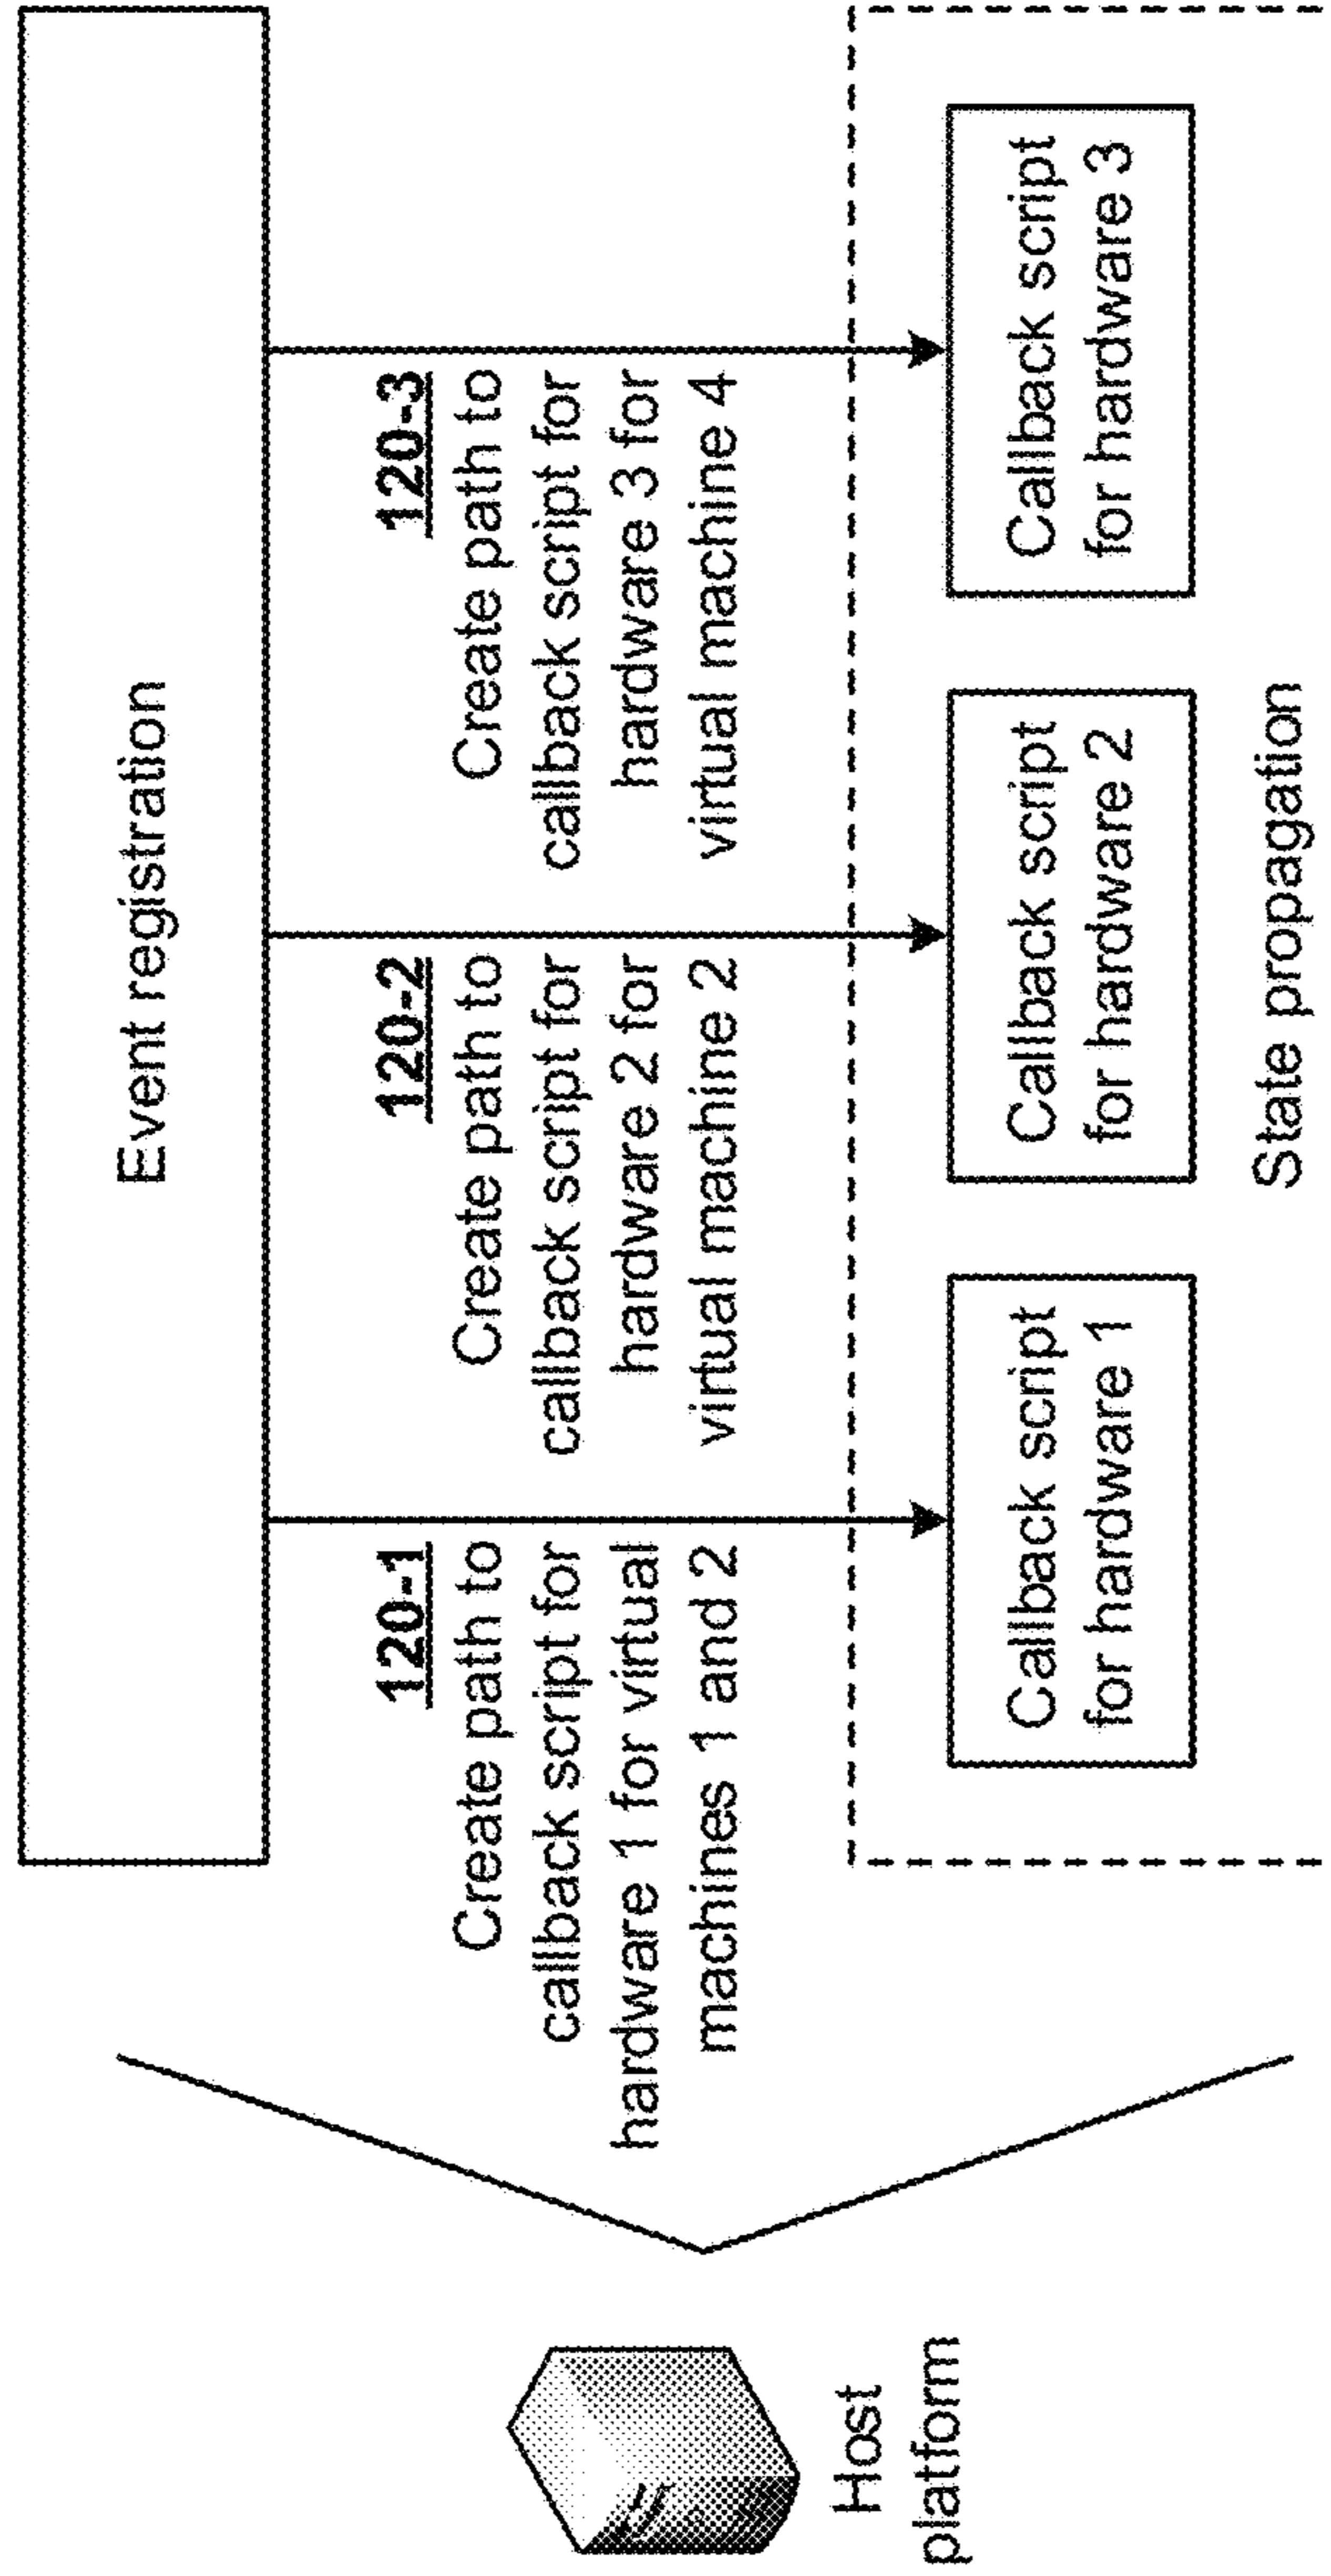 Event registration
120-1
Create path to
callback script for
hardware 1 for virtual
machines 1 and 2
120-2
Create path to
callback script for
hardware 2 for
virtual machine 2
120-3
Create path to
callback script for
hardware 3 for
virtual machine 4
Callback script
for hardware 1
Callback script
for hardware 2
Callback script
for hardware 3
State propagation
Host
platform